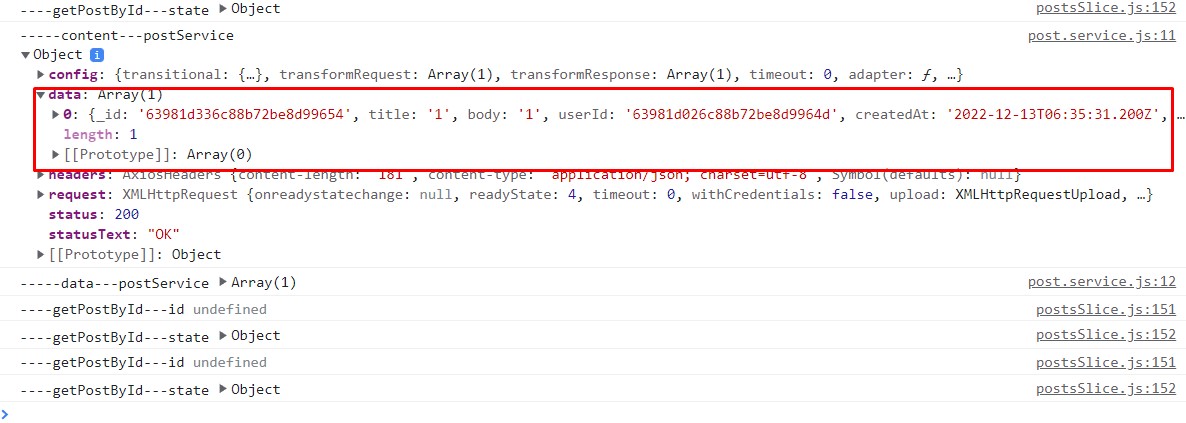 ----getPostById---state ▶Object postsSlice.js:152
-----content---postService post.service.js:11
▼Object i
▶config: {transitional: {…}, transformRequest: Array(1), transformResponse: Array(1), timeout: 0, adapter: ƒ, …}
▼data: Array(1)
▶0: {_id: '63981d336c88b72be8d99654', title: '1', body: '1', userId: '63981d026c88b72be8d9964d', createdAt: '2022-12-13T06:35:31.200Z', …
length: 1
▶[[Prototype]]: Array(0)
▶headers: AxiosHeaders {content-length: '181', content-type: 'application/json; charset=utf-8', Symbol(defaults): null}
▶request: XMLHttpRequest {onreadystatechange: null, readyState: 4, timeout: 0, withCredentials: false, upload: XMLHttpRequestUpload, …}
status: 200
statusText: "OK"
▶[[Prototype]]: Object
-----data---postService ▶Array(1) post.service.js:12
----getPostById---id undefined postsSlice.js:151
----getPostById---state ▶Object postsSlice.js:152
----getPostById---id undefined postsSlice.js:151
----getPostById---state ▶Object postsSlice.js:152
>